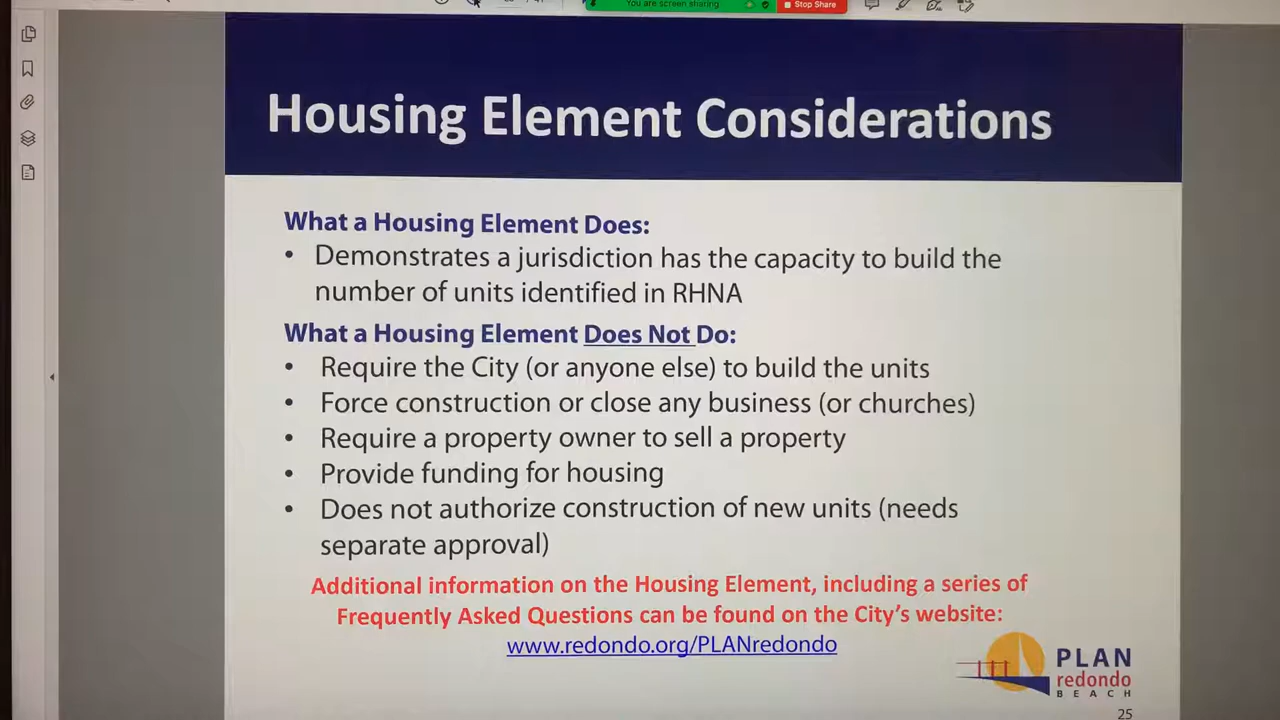 You are screen sharing
Stop Share
Housing Element Considerations
What a Housing Element Does:
• Demonstrates a jurisdiction has the capacity to build the
number of units identified in RHNA
What a Housing Element Does Not Do:
• Require the City (or anyone else) to build the units
• Force construction or close any business (or churches)
• Require a property owner to sell a property
• Provide funding for housing
• Does not authorize construction of new units (needs
separate approval)
Additional information on the Housing Element, including a series of
Frequently Asked Questions can be found on the City's website:
www.redondo.org/PLANredondo
PLAN
redondo
BEACH
25